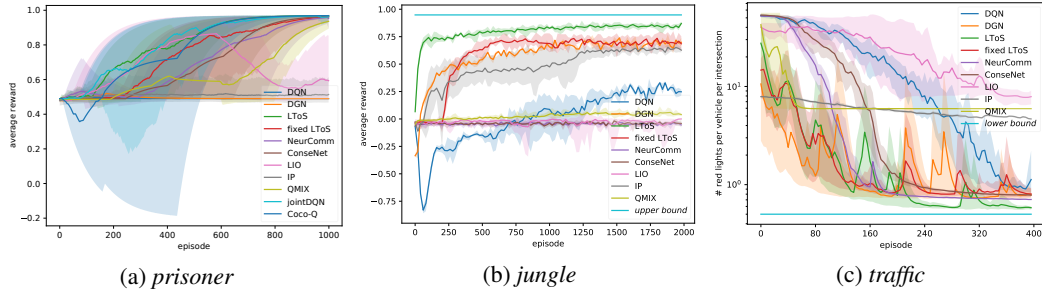 1.0
0.8
0.6
0.4
0.2
0.0
−0.2
average reward
0
200
400
600
800
1000
episode
DQN
DGN
LToS
fixed LToS
NeurComm
ConseNet
LIO
IP
QMIX
jointDQN
Coco-Q
(a) prisoner
1.00
0.75
0.50
0.25
0.00
−0.25
−0.50
−0.75
average reward
0
250
500
750
1000
1250
1500
1750
2000
episode
DQN
DGN
LToS
fixed LToS
NeurComm
ConseNet
LIO
IP
QMIX
upper bound
(b) jungle
10¹
10⁰
# red lights per vehicle per intersection
0
80
160
240
320
400
episode
DQN
DGN
LToS
fixed LToS
NeurComm
ConseNet
LIO
IP
QMIX
lower bound
(c) traffic